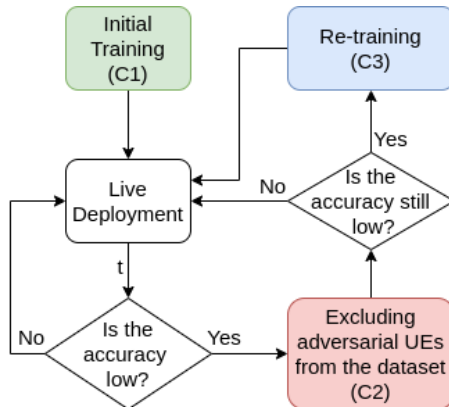 Initial
Training
(C1)
Re-training
(C3)
Yes
Live
Deployment
No
Is the
accuracy still
low?
t
No
Is the
accuracy
low?
Yes
Excluding
adversarial UEs
from the dataset
(C2)